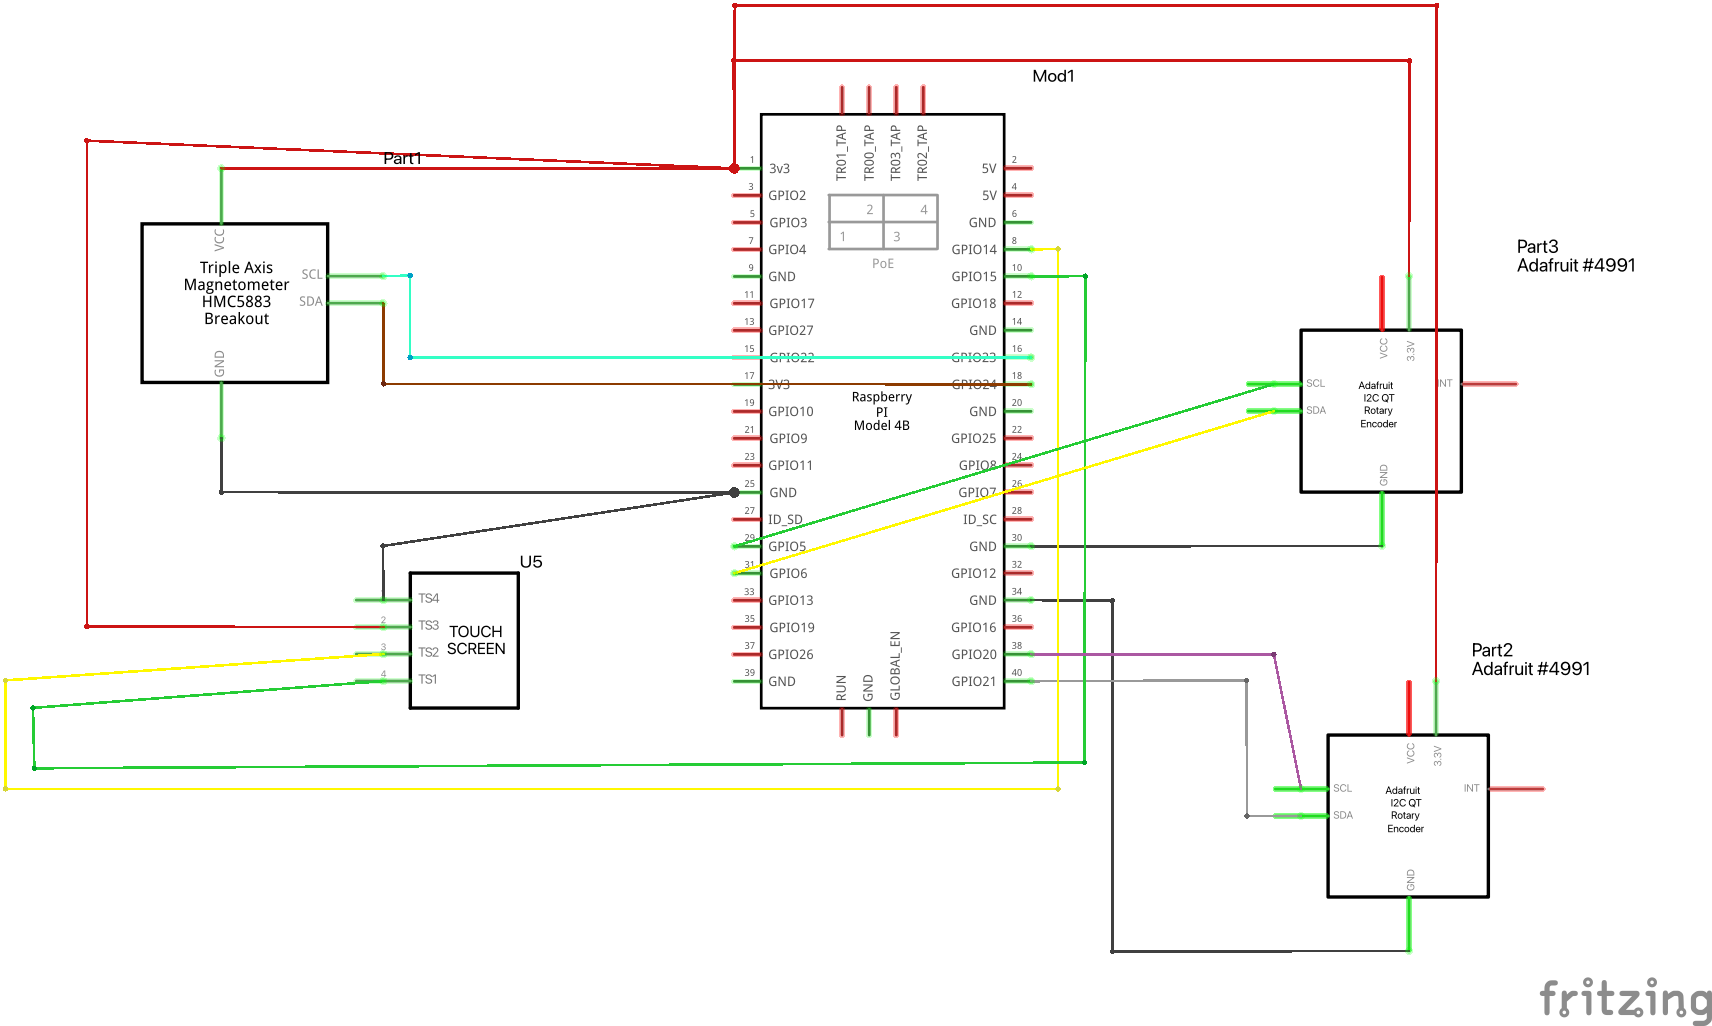 Mod1
Part1
TR01_TAP
TR00_TAP
TR03_TAP
TR02_TAP
1
3v3
3
GPIO2
5
GPIO3
7
GPIO4
9
GND
11
GPIO17
13
GPIO27
15
GPIO22
17
3V3
19
GPIO10
21
GPIO9
23
GPIO11
25
GND
27
ID_SD
29
GPIO5
31
GPIO6
33
GPIO13
35
GPIO19
37
GPIO26
39
GND
2 4
1 3
PoE
Raspberry
PI
Model 4B
5V
2
5V
4
GND
6
GPIO14
8
GPIO15
10
GPIO18
12
GND
14
GPIO23
16
GPIO24
18
GND
20
GPIO25
22
GPIO8
24
GPIO7
26
ID_SC
28
GND
30
GPIO12
32
GND
34
GPIO16
36
GPIO20
38
GPIO21
40
RUN
GND
GLOBAL_EN
VCC
Triple Axis
Magnetometer
HMC5883
Breakout
SCL
SDA
GND
U5
TS4
2
TS3
3
TS2
4
TS1
TOUCH
SCREEN
Part3
Adafruit #4991
VCC
3.3V
SCL
SDA
INT
Adafruit
I2C QT
Rotary
Encoder
GND
Part2
Adafruit #4991
VCC
3.3V
SCL
SDA
INT
Adafruit
I2C QT
Rotary
Encoder
GND
fritzing